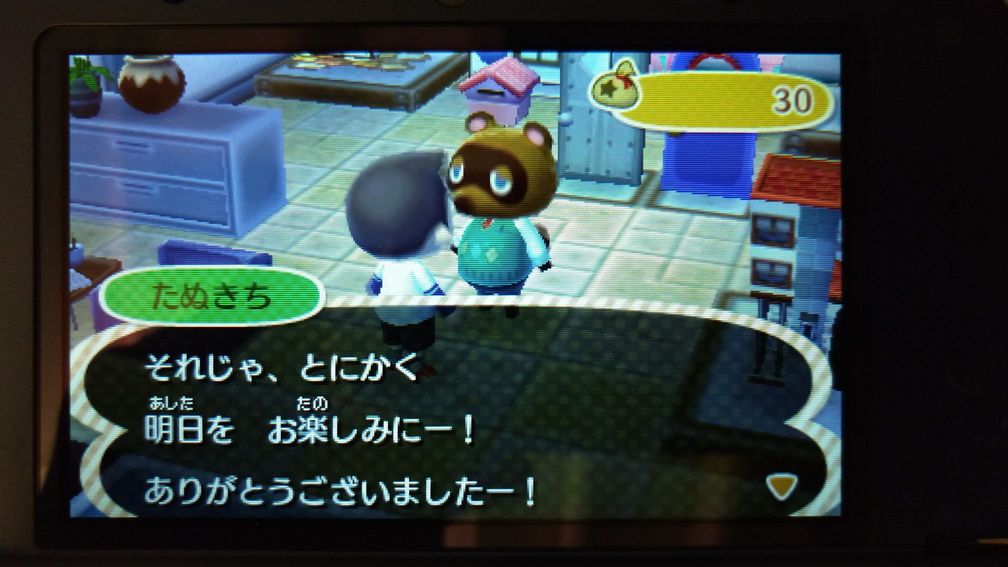 30
たぬきち
それじゃ、とにかく
あした たの
明日を　お楽しみにー！
ありがとうございましたー！